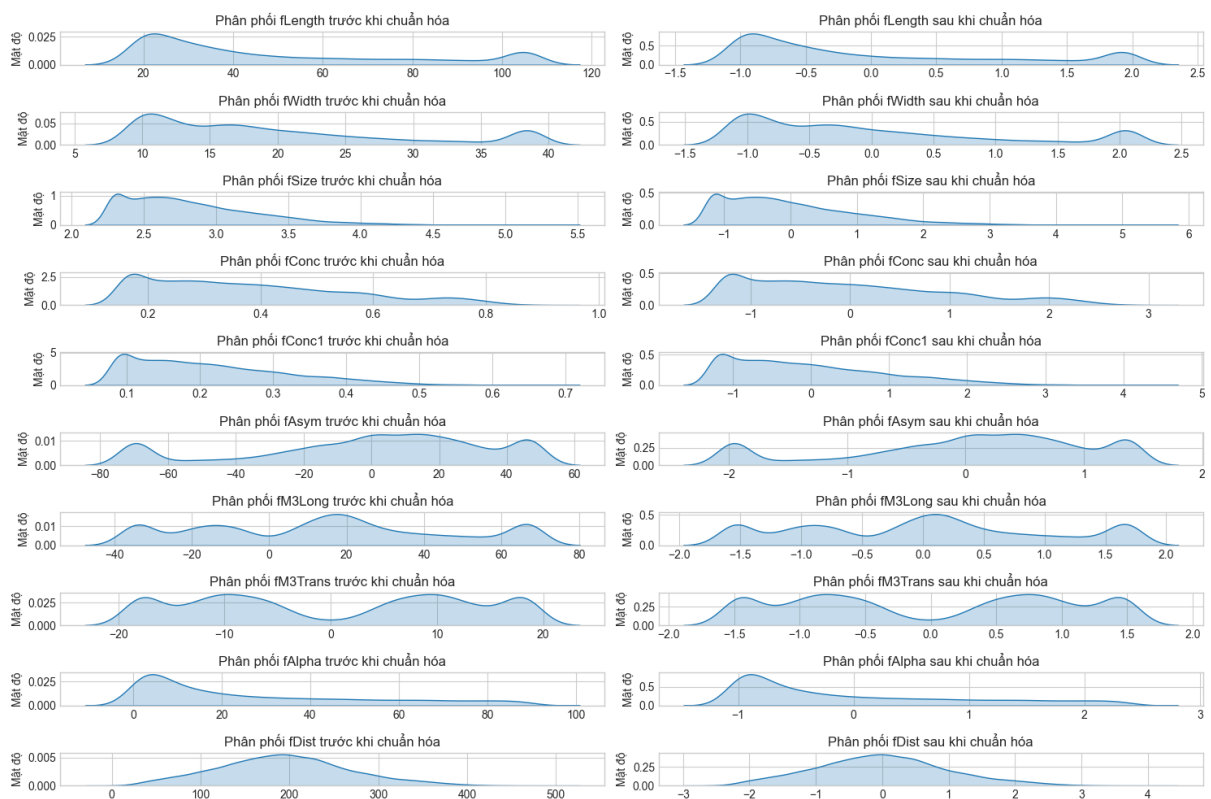 Phân phối fLength trước khi chuẩn hóa
Mật độ
0.025
0.000
20 40 60 80 100 120
Phân phối fLength sau khi chuẩn hóa
Mật độ
0.5
0.0
−1.5 −1.0 −0.5 0.0 0.5 1.0 1.5 2.0 2.5
Phân phối fWidth trước khi chuẩn hóa
Mật độ
0.05
0.00
5 10 15 20 25 30 35 40
Phân phối fWidth sau khi chuẩn hóa
Mật độ
0.5
0.0
−1.5 −1.0 −0.5 0.0 0.5 1.0 1.5 2.0 2.5
Phân phối fSize trước khi chuẩn hóa
Mật độ
1
0
2.0 2.5 3.0 3.5 4.0 4.5 5.0 5.5
Phân phối fSize sau khi chuẩn hóa
Mật độ
0.5
0.0
−1 0 1 2 3 4 5 6
Phân phối fConc trước khi chuẩn hóa
Mật độ
2.5
0.0
0.2 0.4 0.6 0.8 1.0
Phân phối fConc sau khi chuẩn hóa
Mật độ
0.5
0.0
−1 0 1 2 3
Phân phối fConc1 trước khi chuẩn hóa
Mật độ
5
0
0.1 0.2 0.3 0.4 0.5 0.6 0.7
Phân phối fConc1 sau khi chuẩn hóa
Mật độ
0.5
0.0
−1 0 1 2 3 4 5
Phân phối fAsym trước khi chuẩn hóa
Mật độ
0.01
0.00
−80 −60 −40 −20 0 20 40 60
Phân phối fAsym sau khi chuẩn hóa
Mật độ
0.25
0.00
−2 −1 0 1 2
Phân phối fM3Long trước khi chuẩn hóa
Mật độ
0.01
0.00
−40 −20 0 20 40 60 80
Phân phối fM3Long sau khi chuẩn hóa
Mật độ
0.5
0.0
−2.0 −1.5 −1.0 −0.5 0.0 0.5 1.0 1.5 2.0
Phân phối fM3Trans trước khi chuẩn hóa
Mật độ
0.025
0.000
−20 −10 0 10 20
Phân phối fM3Trans sau khi chuẩn hóa
Mật độ
0.25
0.00
−2.0 −1.5 −1.0 −0.5 0.0 0.5 1.0 1.5 2.0
Phân phối fAlpha trước khi chuẩn hóa
Mật độ
0.025
0.000
0 20 40 60 80 100
Phân phối fAlpha sau khi chuẩn hóa
Mật độ
0.5
0.0
−1 0 1 2 3
Phân phối fDist trước khi chuẩn hóa
Mật độ
0.005
0.000
0 100 200 300 400 500
Phân phối fDist sau khi chuẩn hóa
Mật độ
0.25
0.00
−3 −2 −1 0 1 2 3 4